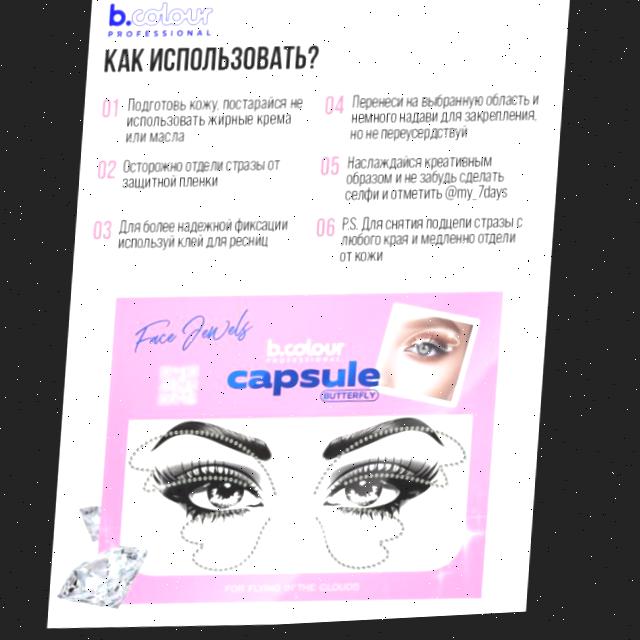 b.colour
PROFESSIONAL
КАК ИСПОЛЬЗОВАТЬ?
01 Подготовь кожу, постарайся не
использовать жирные крема
или масла
02 Осторожно отдели стразы от
защитной пленки
03 Для более надежной фиксации
используй клей для ресниц
04 Перенеси на выбранную область и
немного надави для закрепления,
но не переусердствуй
05 Наслаждайся креативным
образом и не забудь сделать
селфи и отметить @my_7days
06 P.S. Для снятия подцепи стразы с
любого края и медленно отдели
от кожи
Face Jewels
b.colour
PROFESSIONAL
capsule
BUTTERFLY
FOR FLYING IN THE CLOUDS